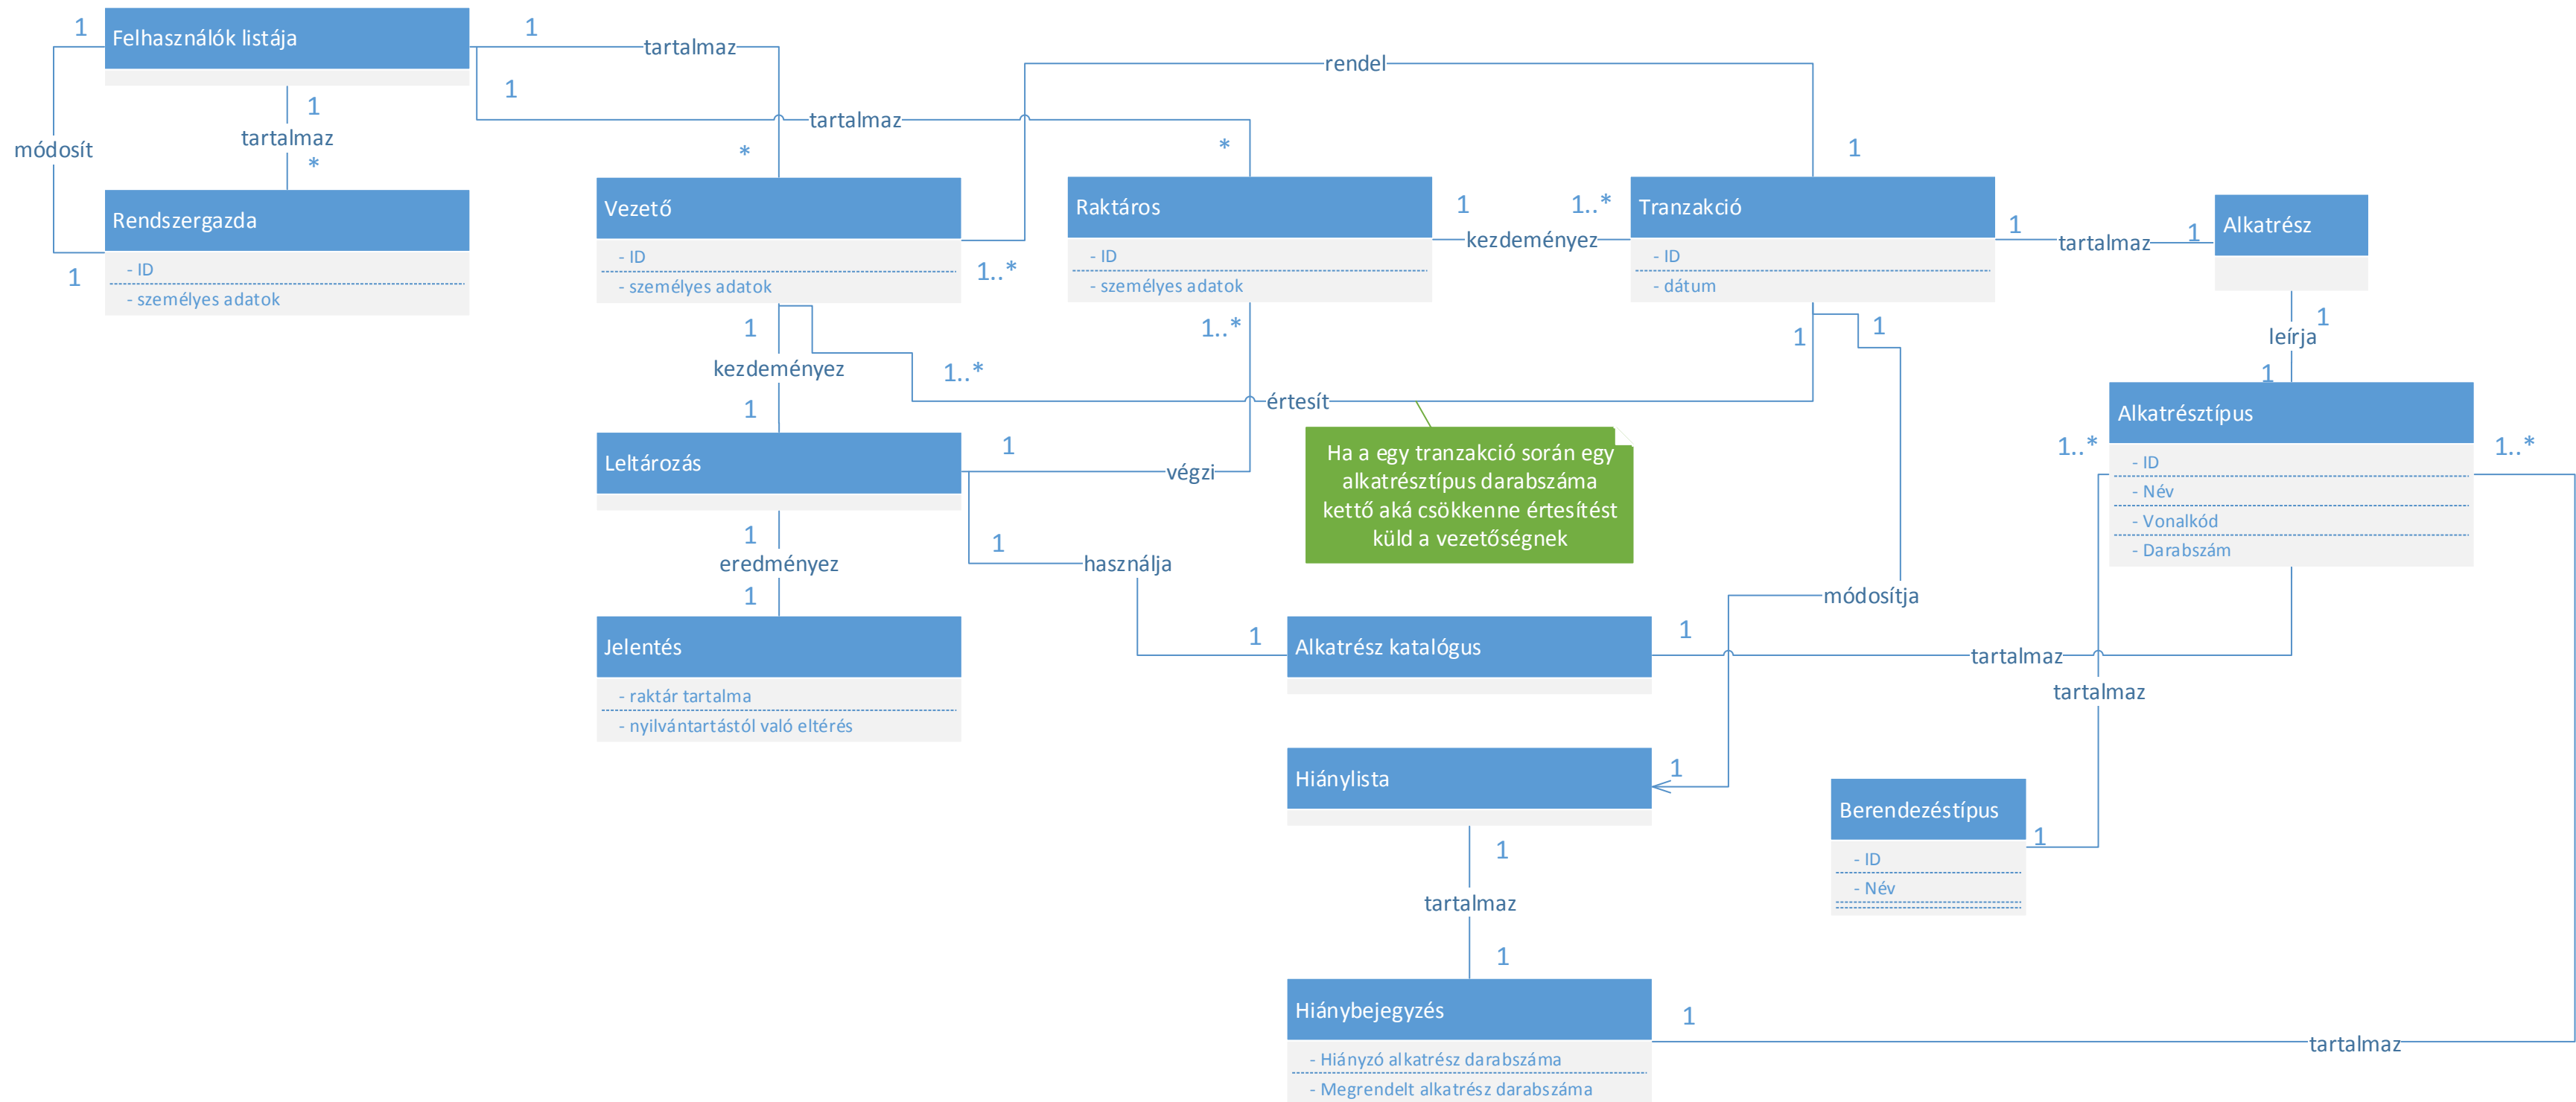 1
Felhasználók listája
1
tartalmaz
1
rendel
1
tartalmaz
*
módosít
tartalmaz
*
*
1
Rendszergazda
- ID
- személyes adatok
1
Vezető
- ID
- személyes adatok
1..*
Raktáros
- ID
- személyes adatok
1
kezdeményez
1..*
Tranzakció
- ID
- dátum
1
tartalmaz
1
Alkatrész
1
leírja
1
1
kezdeményez
1
1..*
1..*
értesít
1
1
Ha a egy tranzakció során egy
alkatrésztípus darabszáma
kettő aká csökkenne értesítést
küld a vezetőségnek
Alkatrésztípus
- ID
- Név
- Vonalkód
- Darabszám
1..*
1..*
Leltározás
1
végzi
1
használja
1
1
eredményez
1
módosítja
Jelentés
- raktár tartalma
- nyilvántartástól való eltérés
Alkatrész katalógus
1
tartalmaz
tartalmaz
Hiánylista
1
Berendezéstípus
- ID
- Név
1
1
tartalmaz
1
Hiánybejegyzés
- Hiányzó alkatrész darabszáma
- Megrendelt alkatrész darabszáma
1
tartalmaz